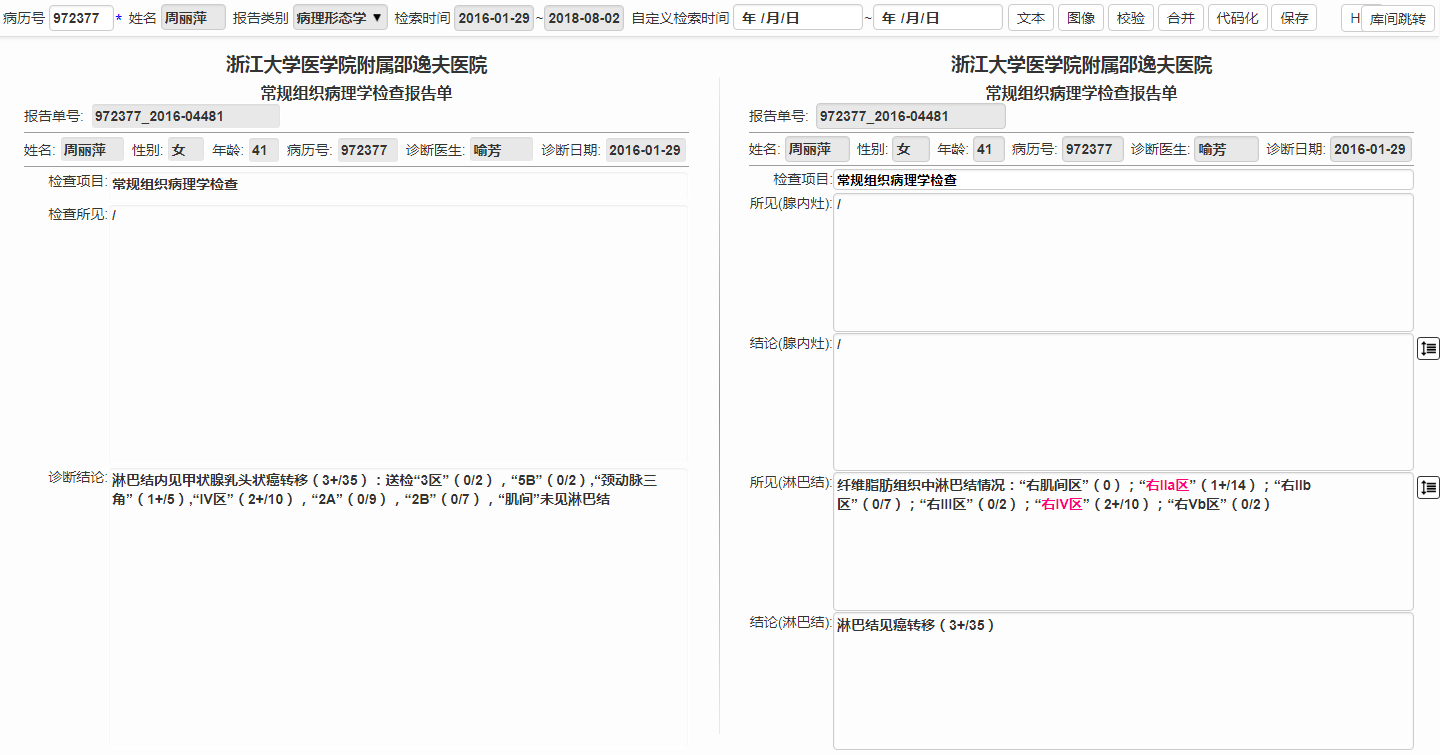 病历号 972377 * 姓名 周丽萍 报告类别 病理形态学 ▼ 检索时间 2016-01-29 ~ 2018-08-02 自定义检索时间 年 /月/日 ~ 年 /月/日 文本 图像 校验 合并 代码化 保存 H 库间跳转
浙江大学医学院附属邵逸夫医院
常规组织病理学检查报告单
报告单号: 972377_2016-04481
姓名: 周丽萍 性别: 女 年龄: 41 病历号: 972377 诊断医生: 喻芳 诊断日期: 2016-01-29
检查项目: 常规组织病理学检查
检查所见: /
诊断结论: 淋巴结内见甲状腺乳头状癌转移（3+/35）：送检“3区”（0/2），“5B”（0/2）,“颈动脉三
角”（1+/5）,“IV区”（2+/10），“2A”（0/9），“2B”（0/7），“肌间”未见淋巴结
浙江大学医学院附属邵逸夫医院
常规组织病理学检查报告单
报告单号: 972377_2016-04481
姓名: 周丽萍 性别: 女 年龄: 41 病历号: 972377 诊断医生: 喻芳 诊断日期: 2016-01-29
检查项目: 常规组织病理学检查
所见(腺内灶): /
结论(腺内灶): /
所见(淋巴结): 纤维脂肪组织中淋巴结情况：“右肌间区”（0）；“右IIa区”（1+/14）；“右IIb
区”（0/7）；“右III区”（0/2）；“右IV区”（2+/10）；“右Vb区”（0/2）
结论(淋巴结): 淋巴结见癌转移（3+/35）